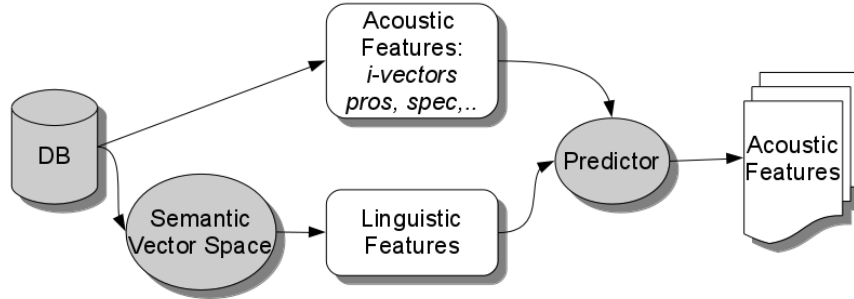 Acoustic
Features:
i-vectors
pros, spec,..
DB
Semantic
Vector Space
Linguistic
Features
Predictor
Acoustic
Features